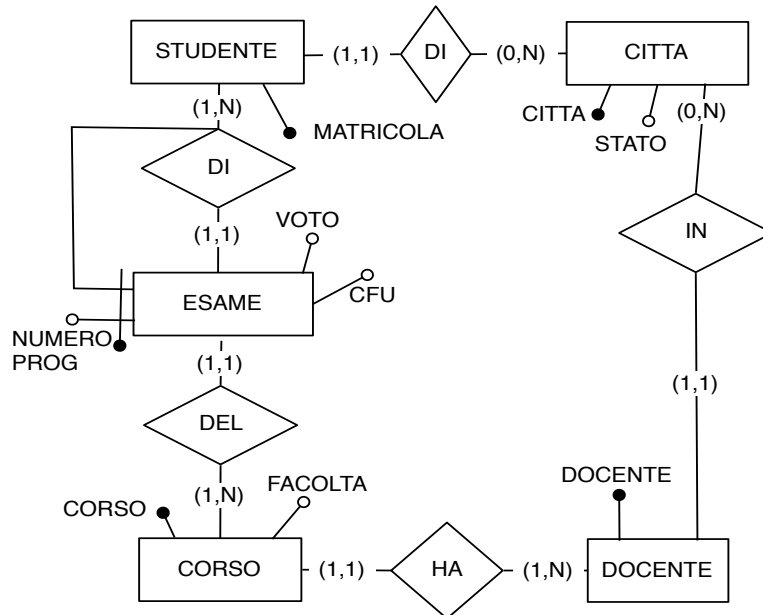 STUDENTE
(1,1)
DI
(0,N)
CITTA
(1,N)
MATRICOLA
CITTA
STATO
(0,N)
DI
(1,1)
VOTO
IN
ESAME
CFU
NUMERO
PROG
(1,1)
(1,1)
DEL
(1,N)
CORSO
FACOLTA
DOCENTE
CORSO
(1,1)
HA
(1,N)
DOCENTE